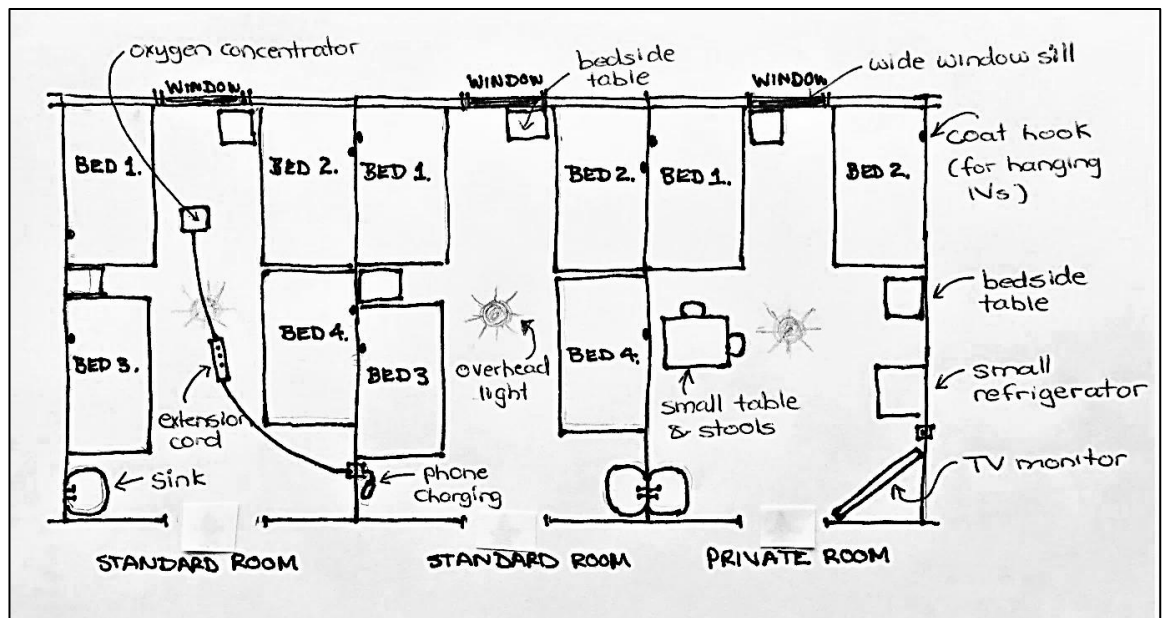 oxygen concentrator
WINDOW
WINDOW
bedside
table
WINDOW
wide window sill
coat hook
(for hanging
IVs)
BED 1.
BED 2.
BED 1.
BED 2.
BED 1.
BED 2.
bedside
table
BED 3.
BED 4.
BED 3
overhead
light
BED 4.
small table
& stools
small
refrigerator
extension
cord
sink
phone
charging
TV monitor
STANDARD ROOM
STANDARD ROOM
PRIVATE ROOM